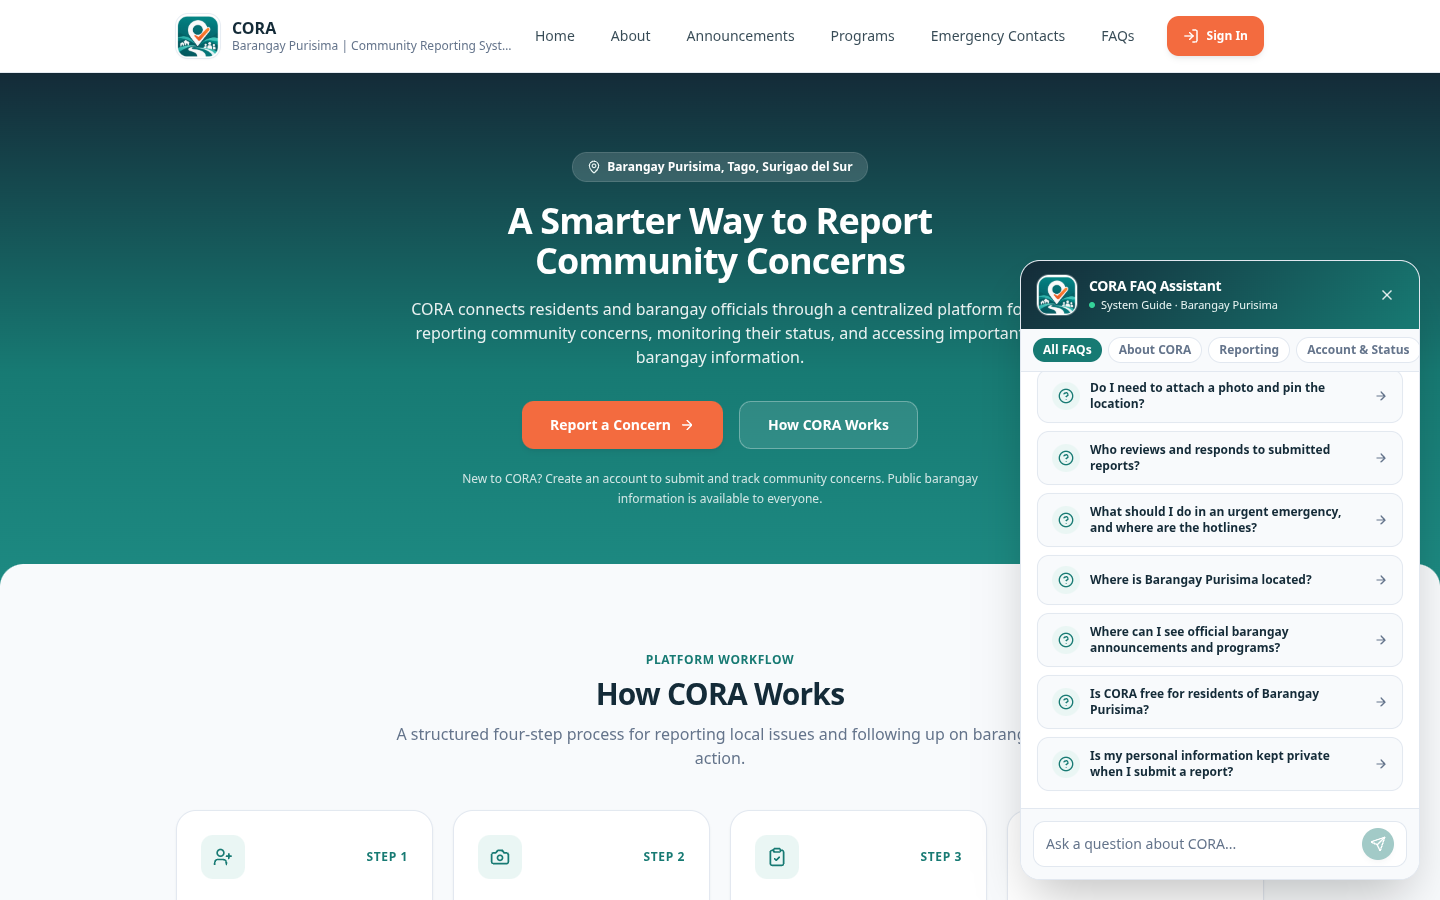 CORA
Barangay Purisima | Community Reporting Syst...
Home
About
Announcements
Programs
Emergency Contacts
FAQs
Sign In
Barangay Purisima, Tago, Surigao del Sur
A Smarter Way to Report
Community Concerns
CORA connects residents and barangay officials through a centralized platform fo
reporting community concerns, monitoring their status, and accessing important
barangay information.
Report a Concern
How CORA Works
New to CORA? Create an account to submit and track community concerns. Public barangay
information is available to everyone.
PLATFORM WORKFLOW
How CORA Works
A structured four-step process for reporting local issues and following up on barang
action.
STEP 1
STEP 2
STEP 3
CORA FAQ Assistant
System Guide · Barangay Purisima
All FAQs
About CORA
Reporting
Account & Status
Do I need to attach a photo and pin the
location?
Who reviews and responds to submitted
reports?
What should I do in an urgent emergency,
and where are the hotlines?
Where is Barangay Purisima located?
Where can I see official barangay
announcements and programs?
Is CORA free for residents of Barangay
Purisima?
Is my personal information kept private
when I submit a report?
Ask a question about CORA...